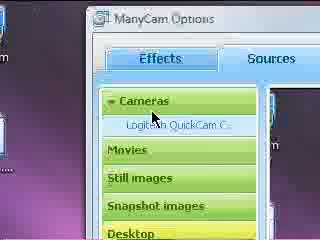 ManyCam Options
Effects
Sources
Cameras
Logitech QuickCam C...
Movies
Still images
Snapshot images
Desktop